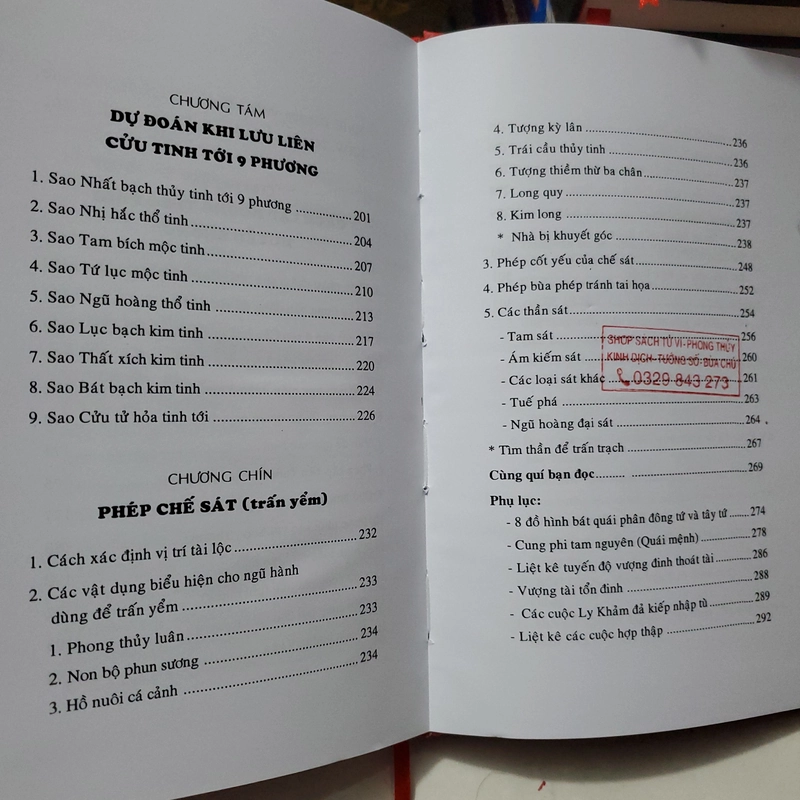 CHƯƠNG TÁM
DỰ ĐOÁN KHI LƯU LIÊN
CỬU TINH TỚI 9 PHƯƠNG
1. Sao Nhất bạch thủy tinh tới 9 phương ........ 201
2. Sao Nhị hắc thổ tinh ........ 204
3. Sao Tam bích mộc tinh ........ 207
4. Sao Tứ lục mộc tinh ........ 210
5. Sao Ngũ hoàng thổ tinh ........ 213
6. Sao Lục bạch kim tinh ........ 217
7. Sao Thất xích kim tinh ........ 220
8. Sao Bát bạch kim tinh ........ 224
9. Sao Cửu tử hỏa tinh tới ........ 226
CHƯƠNG CHÍN
PHÉP CHẾ SÁT (trấn yểm)
1. Cách xác định vị trí tài lộc ........ 232
2. Các vật dụng biểu hiện cho ngũ hành
dùng để trấn yểm ........ 233
1. Phong thủy luân ........ 233
2. Non bộ phun sương ........ 234
3. Hồ nuôi cá cảnh ........ 234
4. Tượng kỳ lân ........ 236
5. Trái cầu thủy tinh ........ 236
6. Tượng thiềm thừ ba chân ........ 237
7. Long quy ........ 237
8. Kim long ........ 237
* Nhà bị khuyết góc ........ 238
3. Phép cốt yếu của chế sát ........ 248
4. Phép bùa phép tránh tai họa ........ 252
5. Các thần sát ........ 254
- Tam sát ........ 256
- Ám kiếm sát ........ 260
- Các loại sát khác ........ 261
- Tuế phá ........ 263
- Ngũ hoàng đại sát ........ 264
* Tìm thần để trấn trạch ........ 267
Cùng quí bạn đọc ........ 269
Phụ lục:
- 8 đồ hình bát quái phân đông tứ và tây tứ ........ 274
- Cung phi tam nguyên (Quái mệnh) ........ 278
- Liệt kê tuyến độ vượng đinh thoát tài ........ 286
- Vượng tài tổn đinh ........ 288
- Các cuộc Ly Khảm đả kiếp nhập tù ........ 289
- Liệt kê các cuộc hợp thập ........ 292
SHOP SÁCH TỬ VI-PHONG THỦY
KINH DỊCH-TƯỚNG SỐ-BÙA CHÚ
0329 843 273